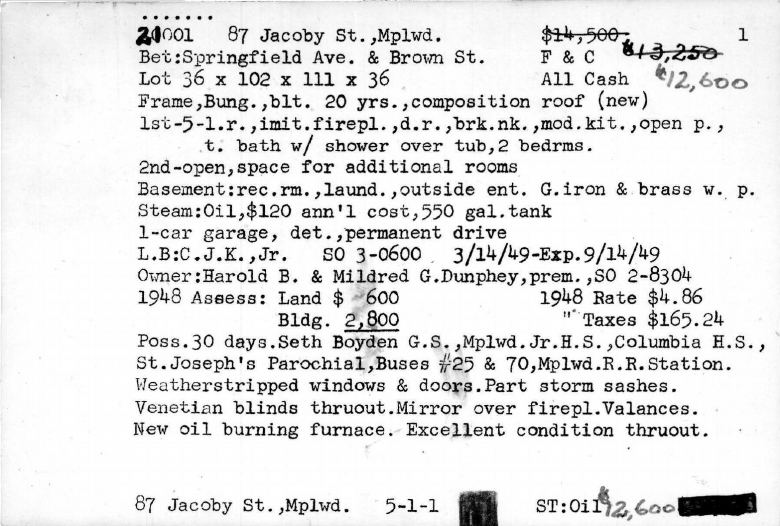 21001 87 Jacoby St.,Mplwd. $14,500. 1
Bet:Springfield Ave. & Brown St. F & C $13,250
Lot 36 x 102 x 111 x 36 All Cash $12,600
Frame,Bung.,blt. 20 yrs.,composition roof (new)
1st-5-l.r.,imit.firepl.,d.r.,brk.nk.,mod.kit.,open p.,
t. bath w/ shower over tub,2 bedrms.
2nd-open,space for additional rooms
Basement:rec.rm.,laund.,outside ent. G.iron & brass w. p.
Steam:Oil,$120 ann'l cost,550 gal.tank
1-car garage, det.,permanent drive
L.B:C.J.K.,Jr. SO 3-0600 3/14/49-Exp.9/14/49
Owner:Harold B. & Mildred G.Dunphey,prem.,SO 2-8304
1948 Assess: Land $ 600 1948 Rate $4.86
Bldg. 2,800 " Taxes $165.24
Poss.30 days.Seth Boyden G.S.,Mplwd.Jr.H.S.,Columbia H.S.,
St.Joseph's Parochial,Buses #25 & 70,Mplwd.R.R.Station.
Weatherstripped windows & doors.Part storm sashes.
Venetian blinds thruout.Mirror over firepl.Valances.
New oil burning furnace. Excellent condition thruout.
87 Jacoby St.,Mplwd. 5-1-1 ST:Oil $12,600